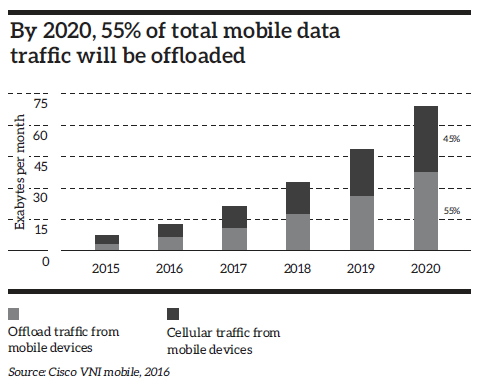 By 2020, 55% of total mobile data
traffic will be offloaded
Exabytes per month
75
60
45
30
15
0
45%
55%
2015 2016 2017 2018 2019 2020
Offload traffic from
mobile devices
Cellular traffic from
mobile devices
Source: Cisco VNI mobile, 2016